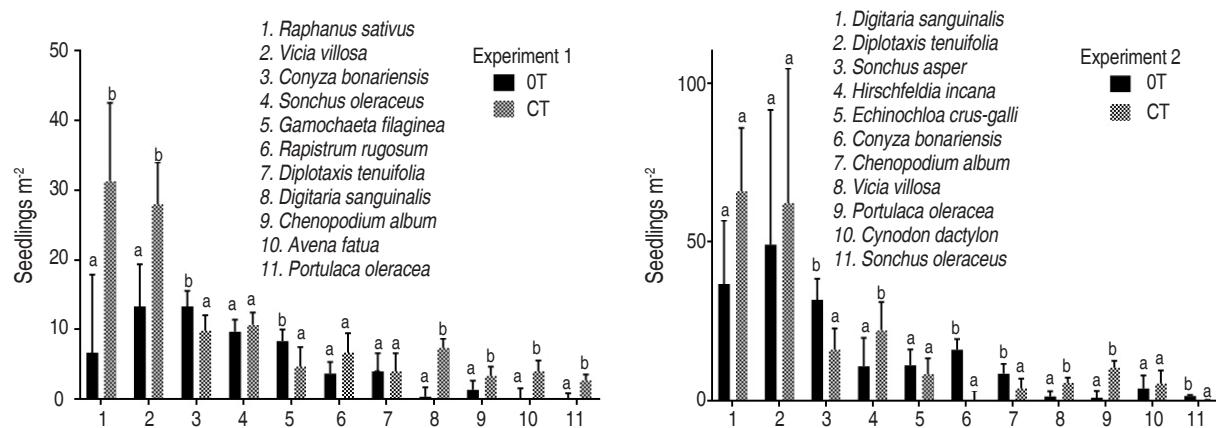 1. Raphanus sativus
2. Vicia villosa
3. Conyza bonariensis
4. Sonchus oleraceus
5. Gamochaeta filaginea
6. Rapistrum rugosum
7. Diplotaxis tenuifolia
8. Digitaria sanguinalis
9. Chenopodium album
10. Avena fatua
11. Portulaca oleracea
Experiment 1
0T
CT
Seedlings m-2
50
40
30
20
10
0
a b
a b
b a
a a
b a
a a
a a
a b
a b
a b
a b
1 2 3 4 5 6 7 8 9 10 11
1. Digitaria sanguinalis
2. Diplotaxis tenuifolia
3. Sonchus asper
4. Hirschfeldia incana
5. Echinochloa crus-galli
6. Conyza bonariensis
7. Chenopodium album
8. Vicia villosa
9. Portulaca oleracea
10. Cynodon dactylon
11. Sonchus oleraceus
Experiment 2
0T
CT
Seedlings m-2
100
50
0
a a
a a
b a
a b
a a
b a
b a
a b
a b
a a
b a
1 2 3 4 5 6 7 8 9 10 11